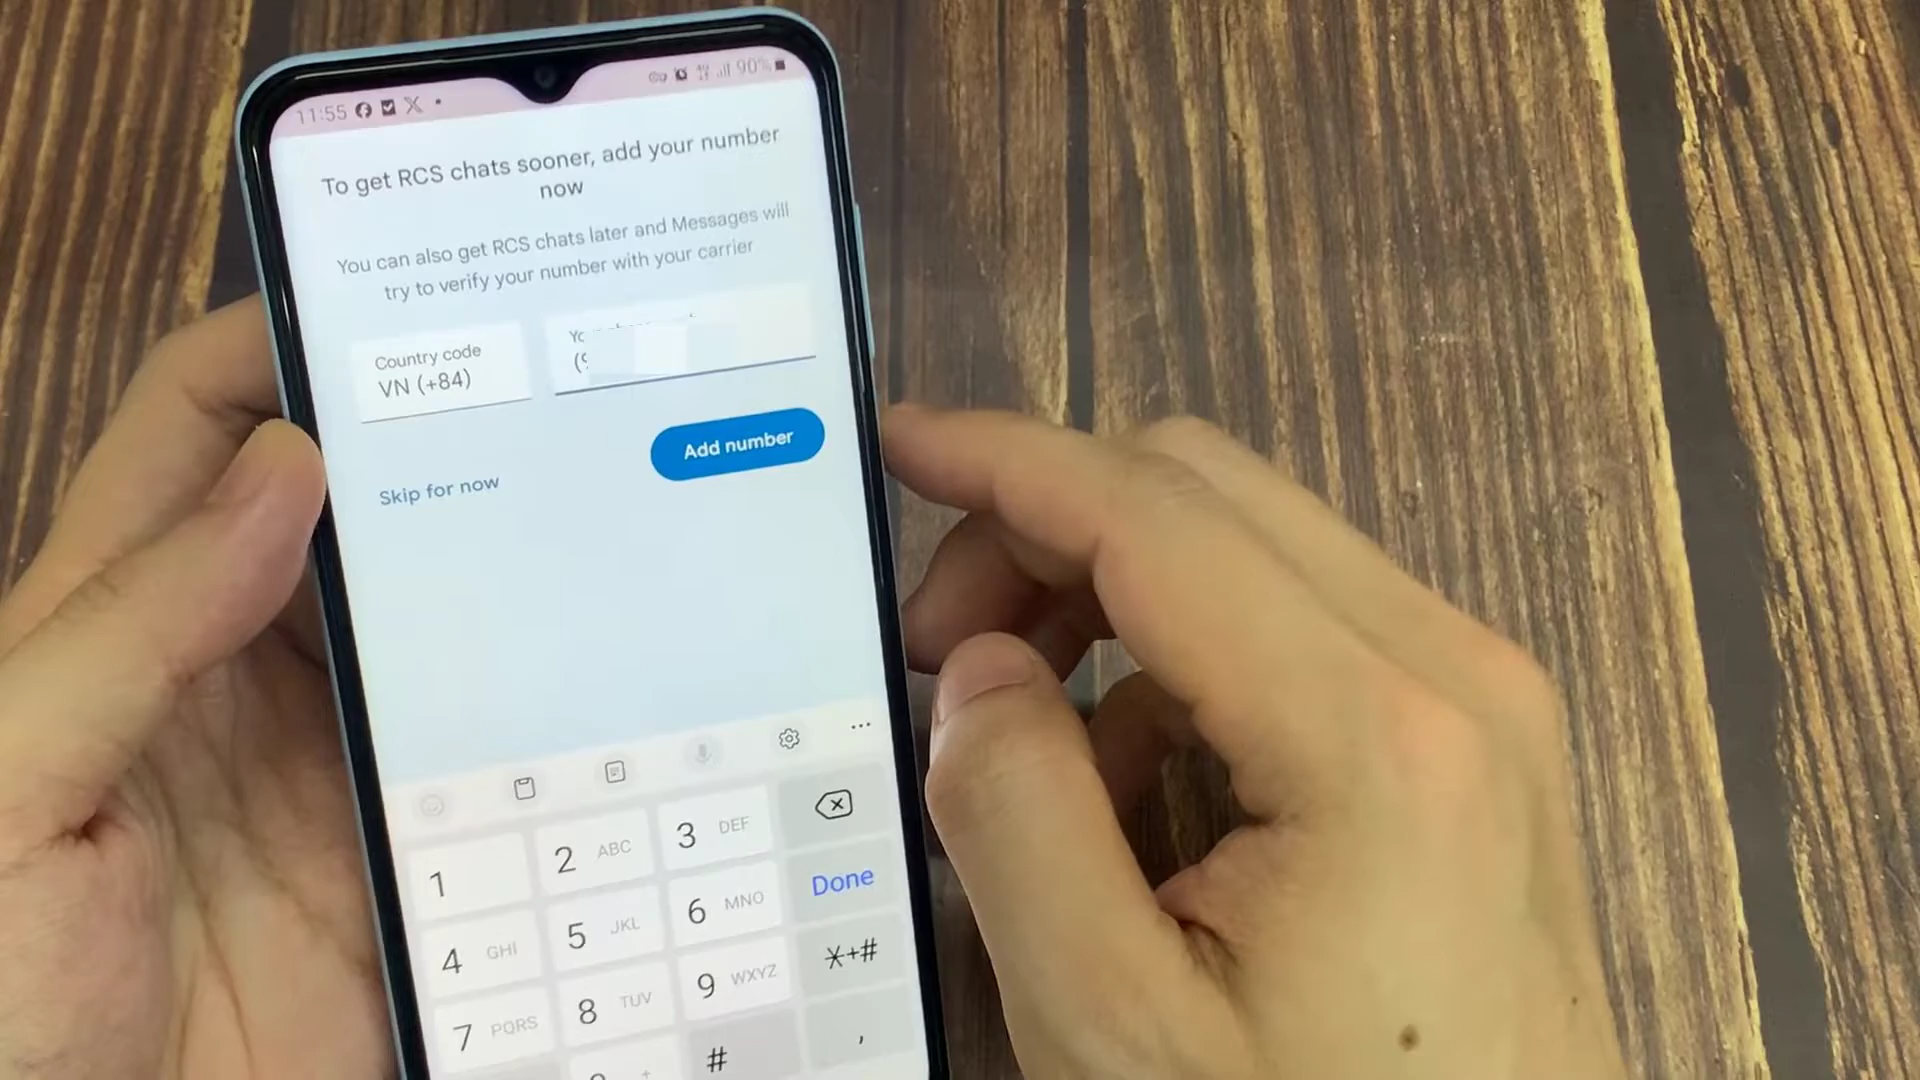 11:55 90%
To get RCS chats sooner, add your number
now
You can also get RCS chats later and Messages will
try to verify your number with your carrier
Country code
VN (+84)
Add number
Skip for now
1
2 ABC
3 DEF
4 GHI
5 JKL
6 MNO
Done
7 PQRS
8 TUV
9 WXYZ
*+#
+
#
,